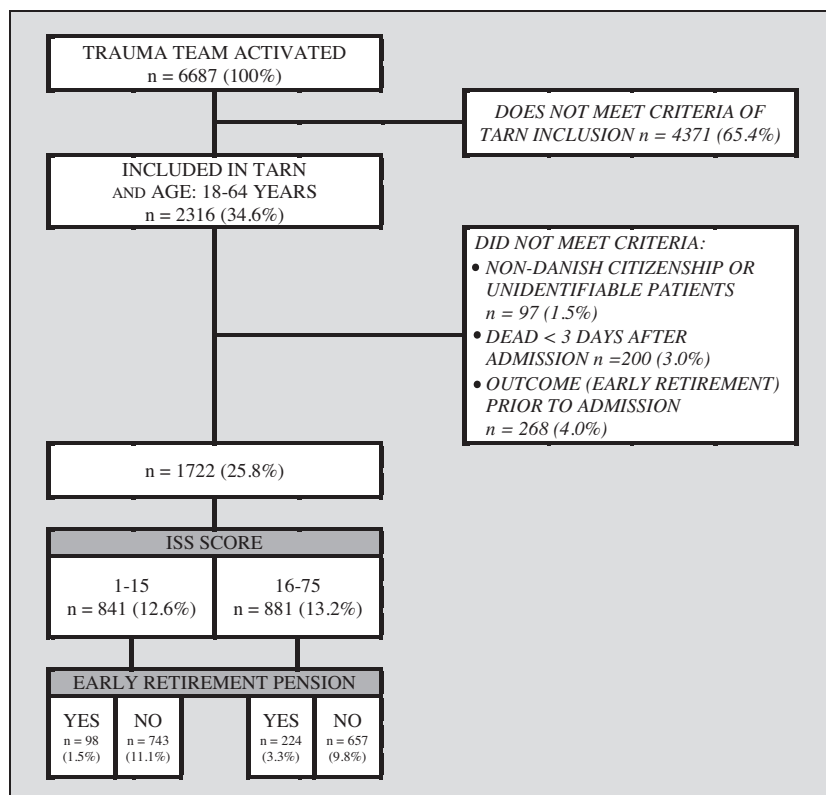 TRAUMA TEAM ACTIVATED
n = 6687 (100%)
DOES NOT MEET CRITERIA OF
TARN INCLUSION n = 4371 (65.4%)
INCLUDED IN TARN
AND AGE: 18-64 YEARS
n = 2316 (34.6%)
DID NOT MEET CRITERIA:
• NON-DANISH CITIZENSHIP OR
UNIDENTIFIABLE PATIENTS
n = 97 (1.5%)
• DEAD < 3 DAYS AFTER
ADMISSION n =200 (3.0%)
• OUTCOME (EARLY RETIREMENT)
PRIOR TO ADMISSION
n = 268 (4.0%)
n = 1722 (25.8%)
ISS SCORE
1-15
n = 841 (12.6%)
16-75
n = 881 (13.2%)
EARLY RETIREMENT PENSION
YES
n = 98
(1.5%)
NO
n = 743
(11.1%)
YES
n = 224
(3.3%)
NO
n = 657
(9.8%)